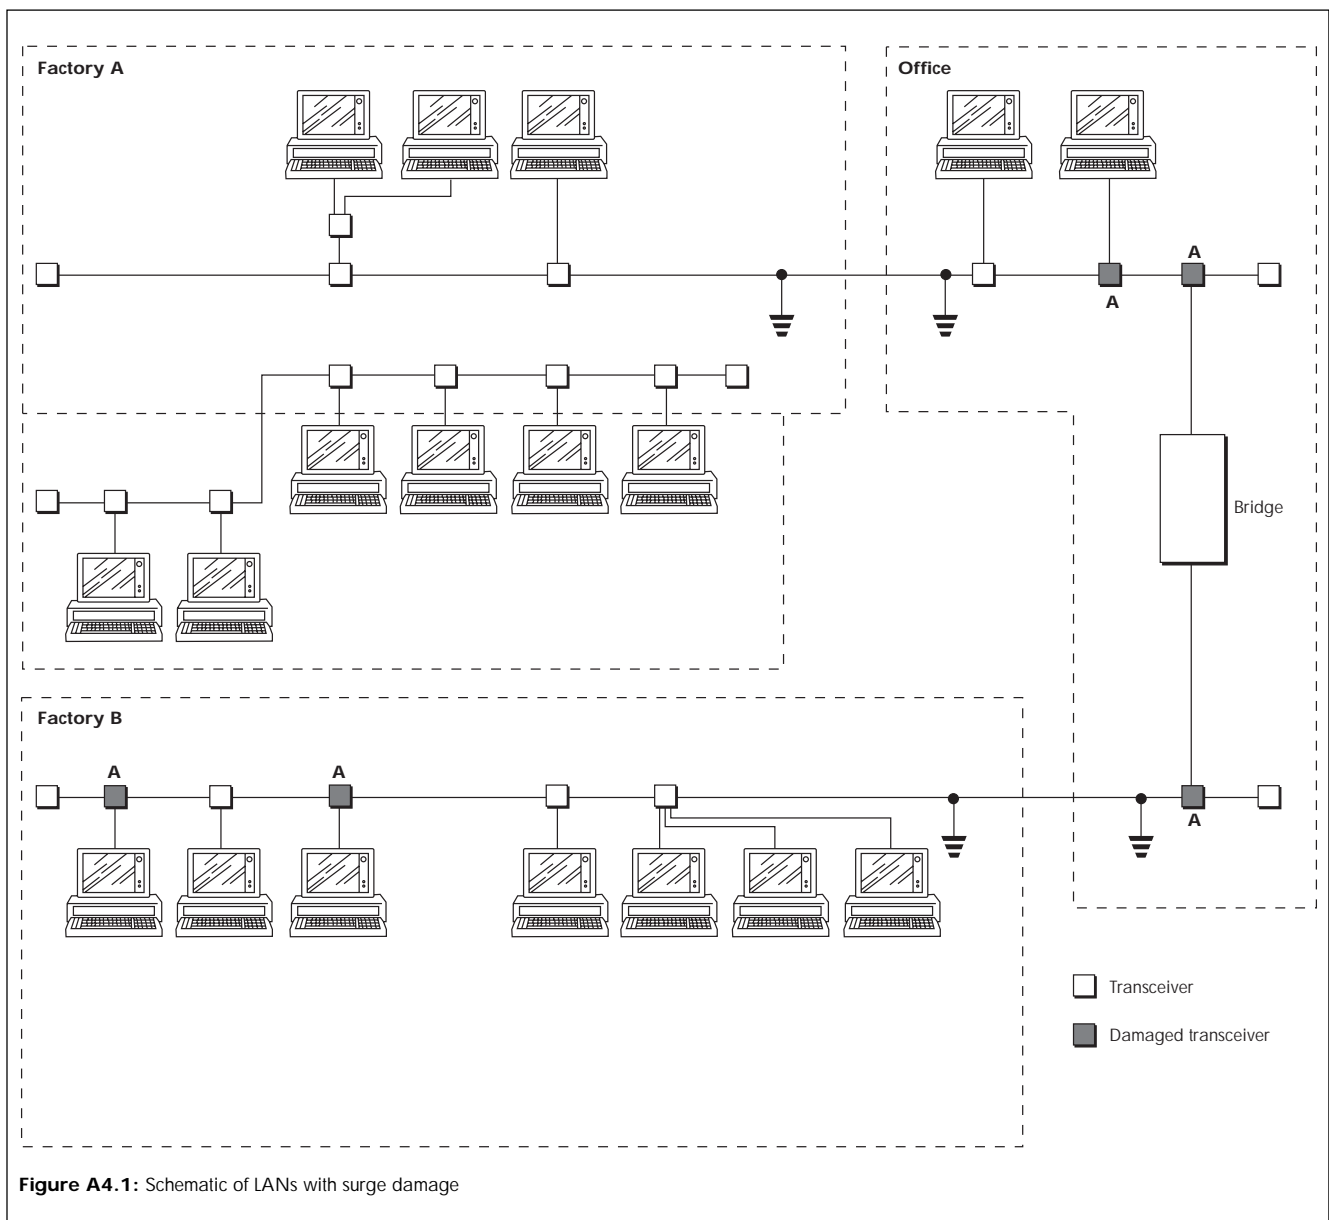 Factory A
Office
A
A
Bridge
Factory B
A
A
A
Transceiver
Damaged transceiver
Figure A4.1: Schematic of LANs with surge damage